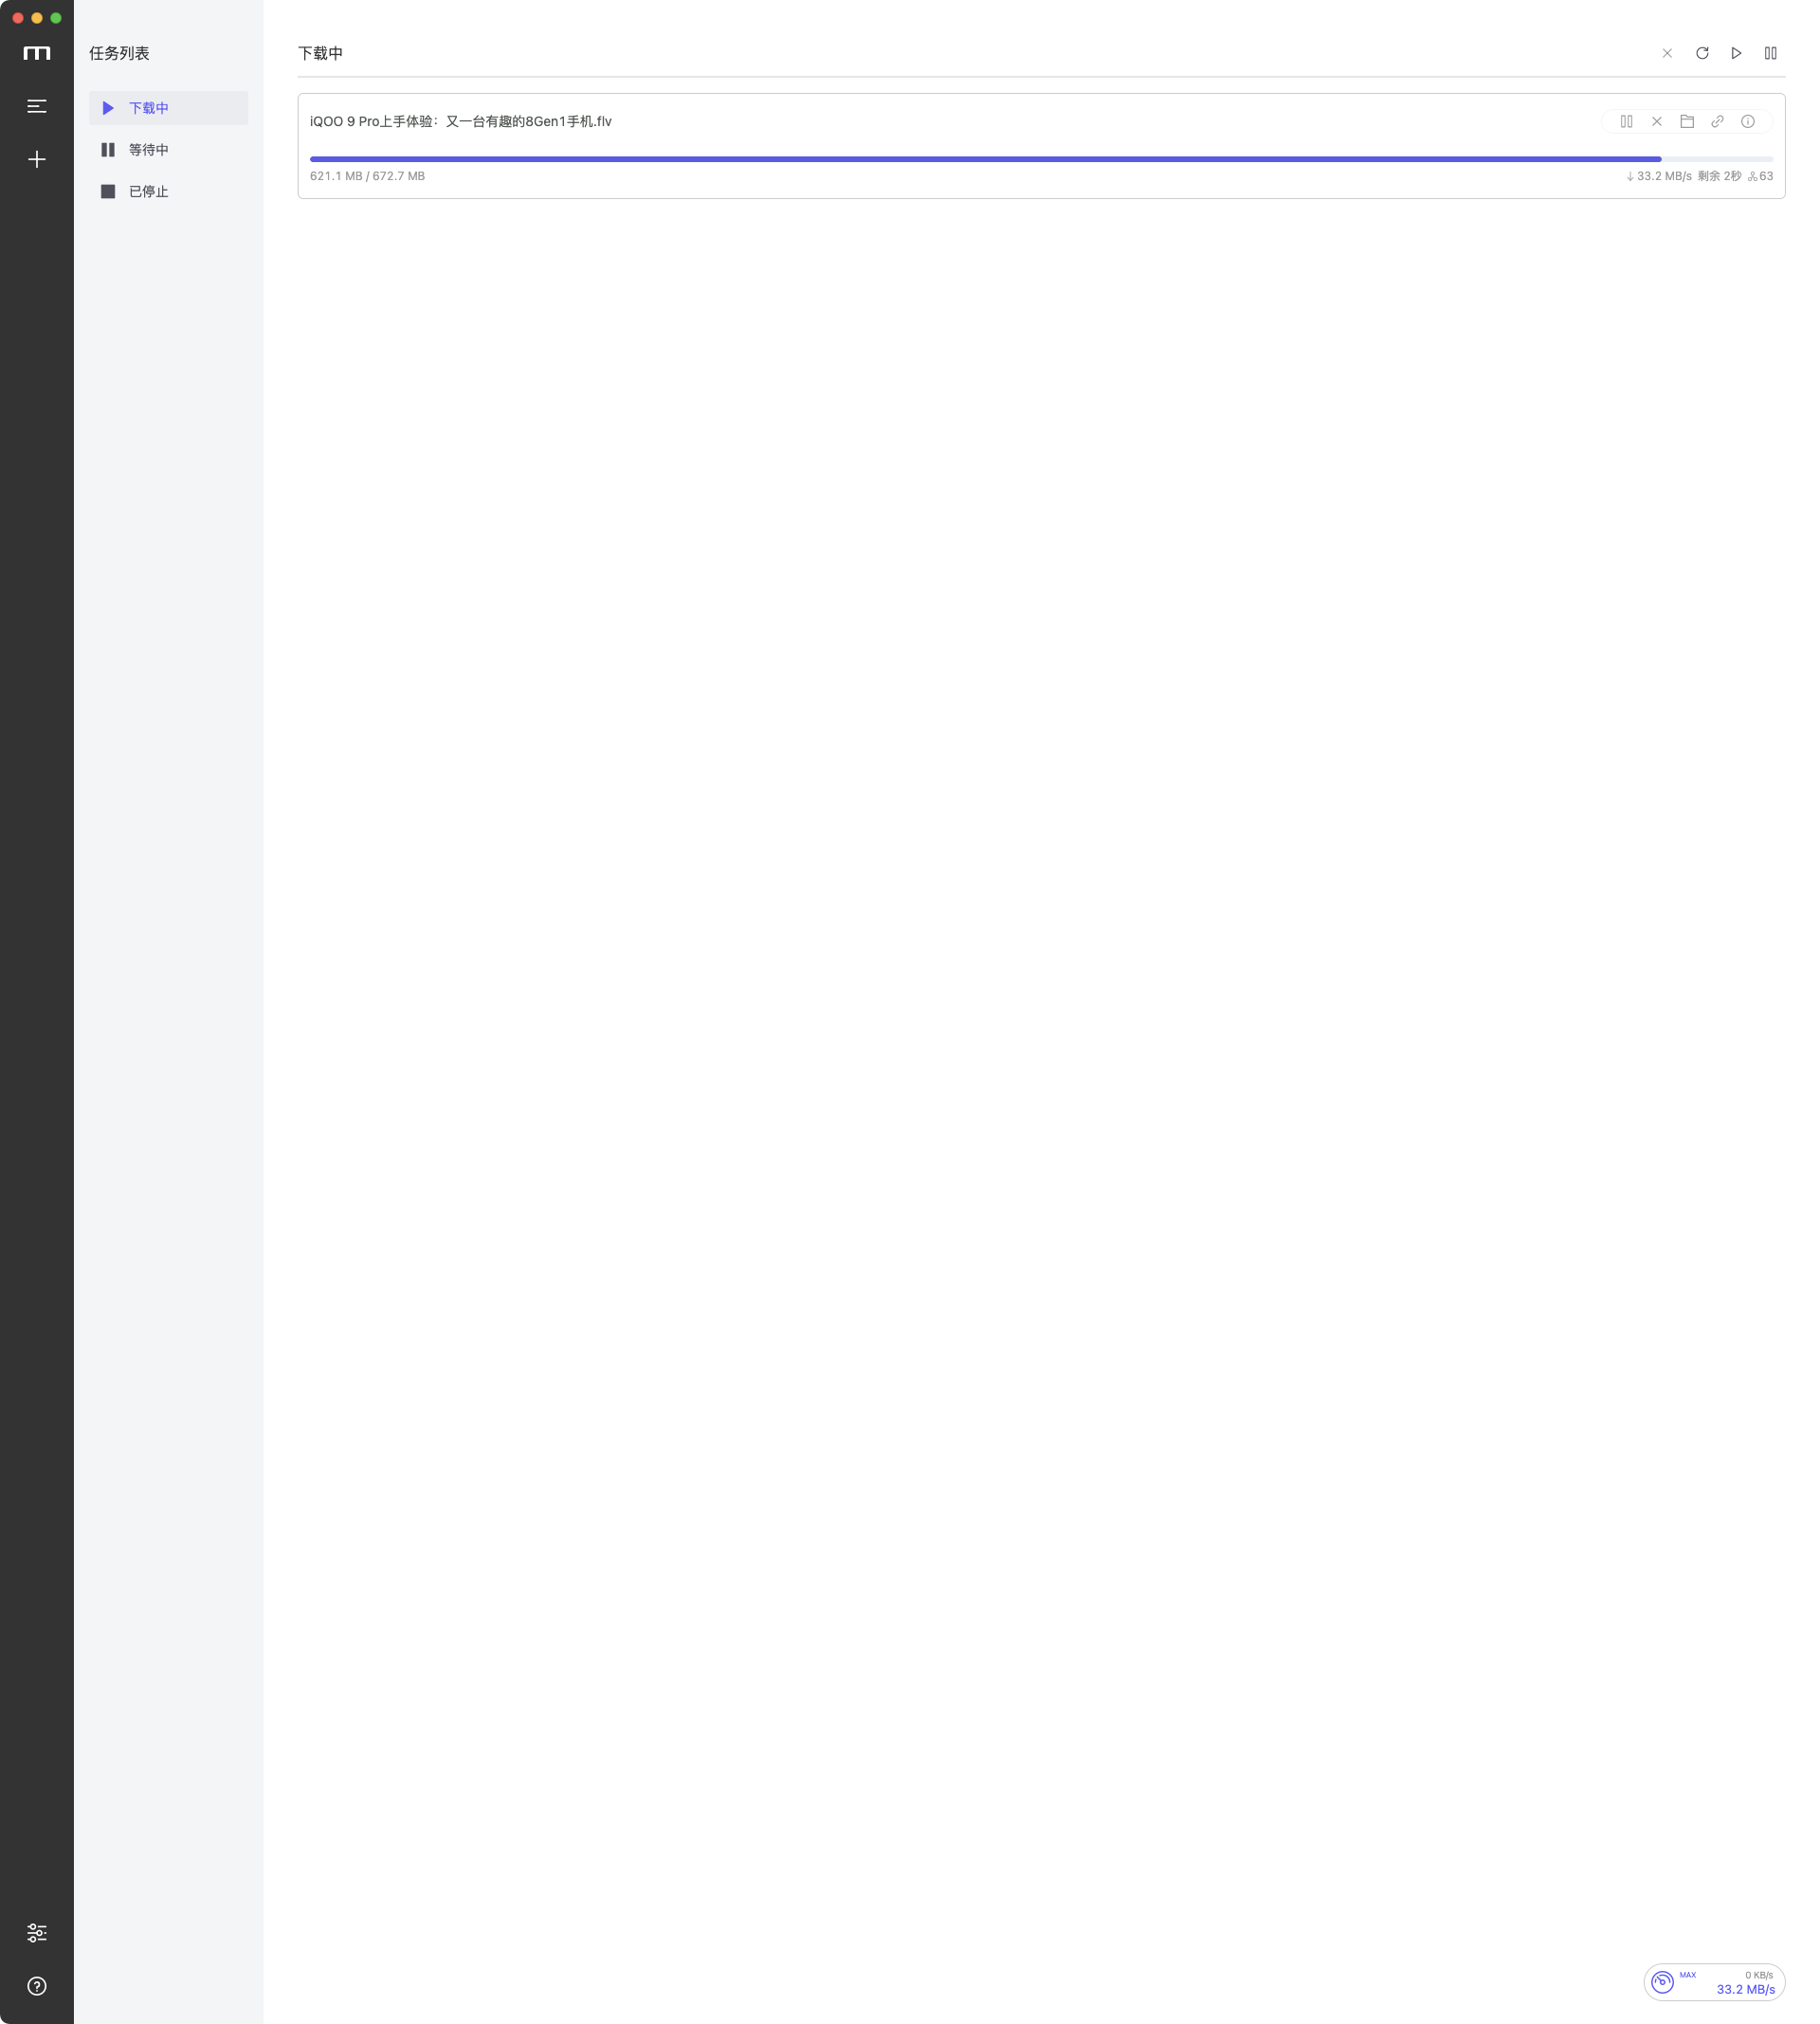 任务列表
下载中
等待中
已停止
下载中
iQOO 9 Pro上手体验：又一台有趣的8Gen1手机.flv
621.1 MB / 672.7 MB
33.2 MB/s 剩余 2秒 63
MAX 0 KB/s
33.2 MB/s